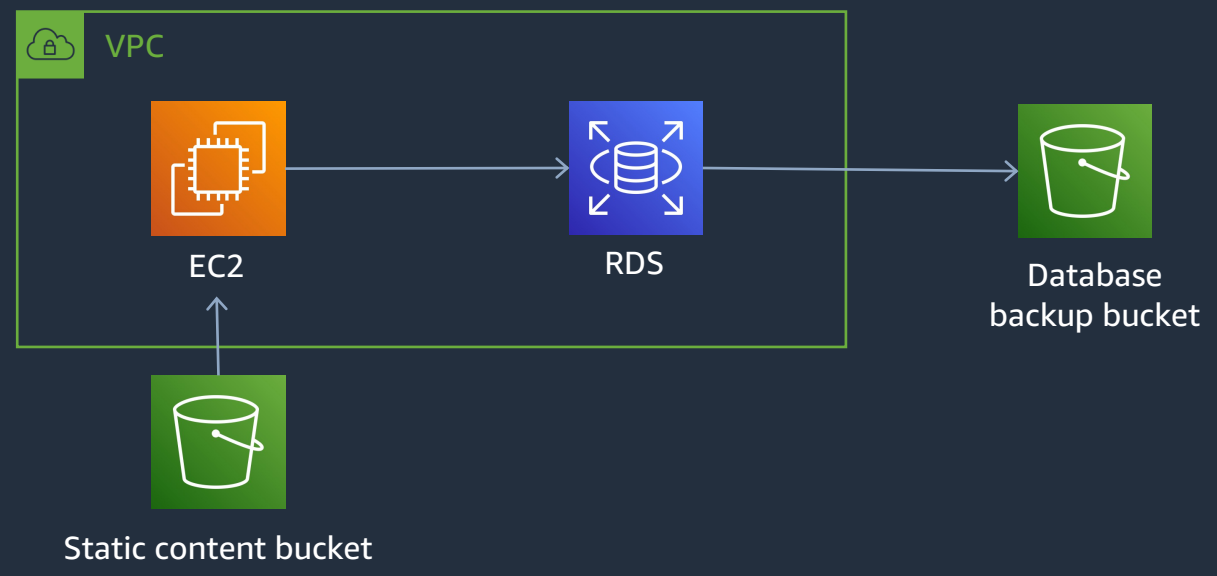 VPC
EC2
RDS
Database
backup bucket
Static content bucket